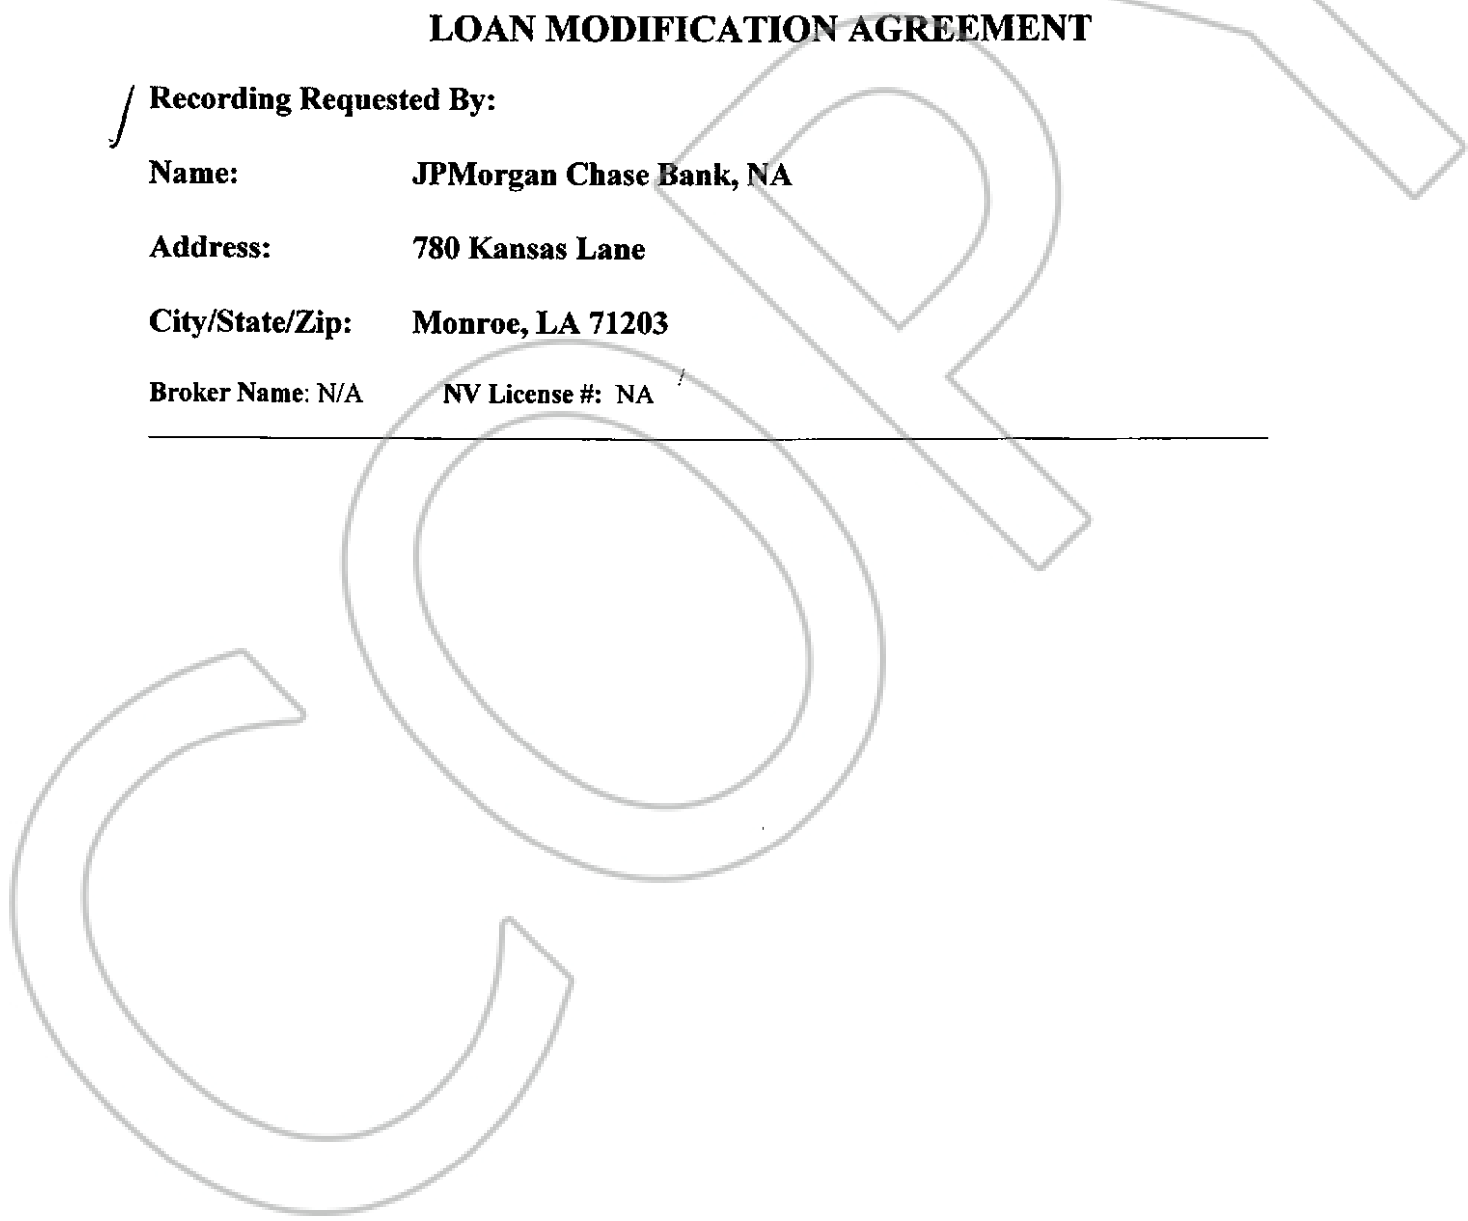 LOAN MODIFICATION AGREEMENT
Recording Requested By:
Name: JPMorgan Chase Bank, NA
Address: 780 Kansas Lane
City/State/Zip: Monroe, LA 71203
Broker Name: N/A NV License #: NA
COPY